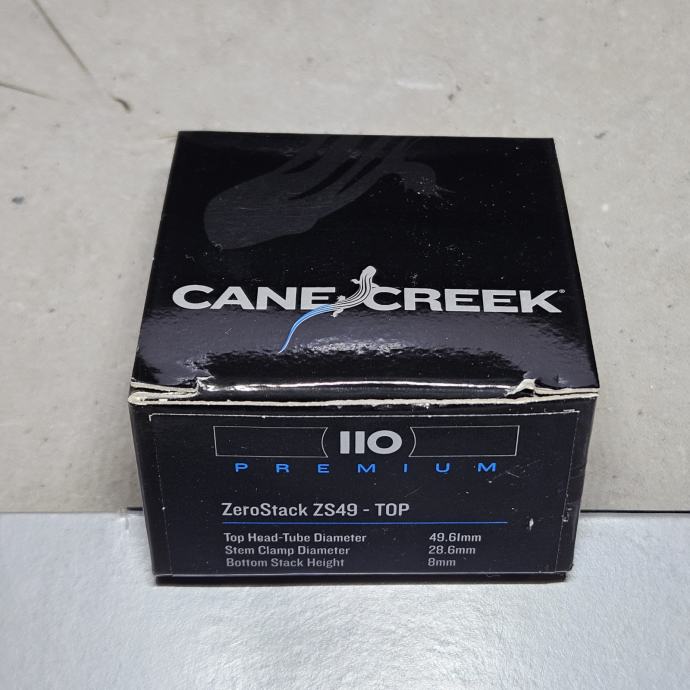 CANE CREEK®
110
PREMIUM
ZeroStack ZS49 - TOP
Top Head-Tube Diameter 49.61mm
Stem Clamp Diameter 28.6mm
Bottom Stack Height 8mm